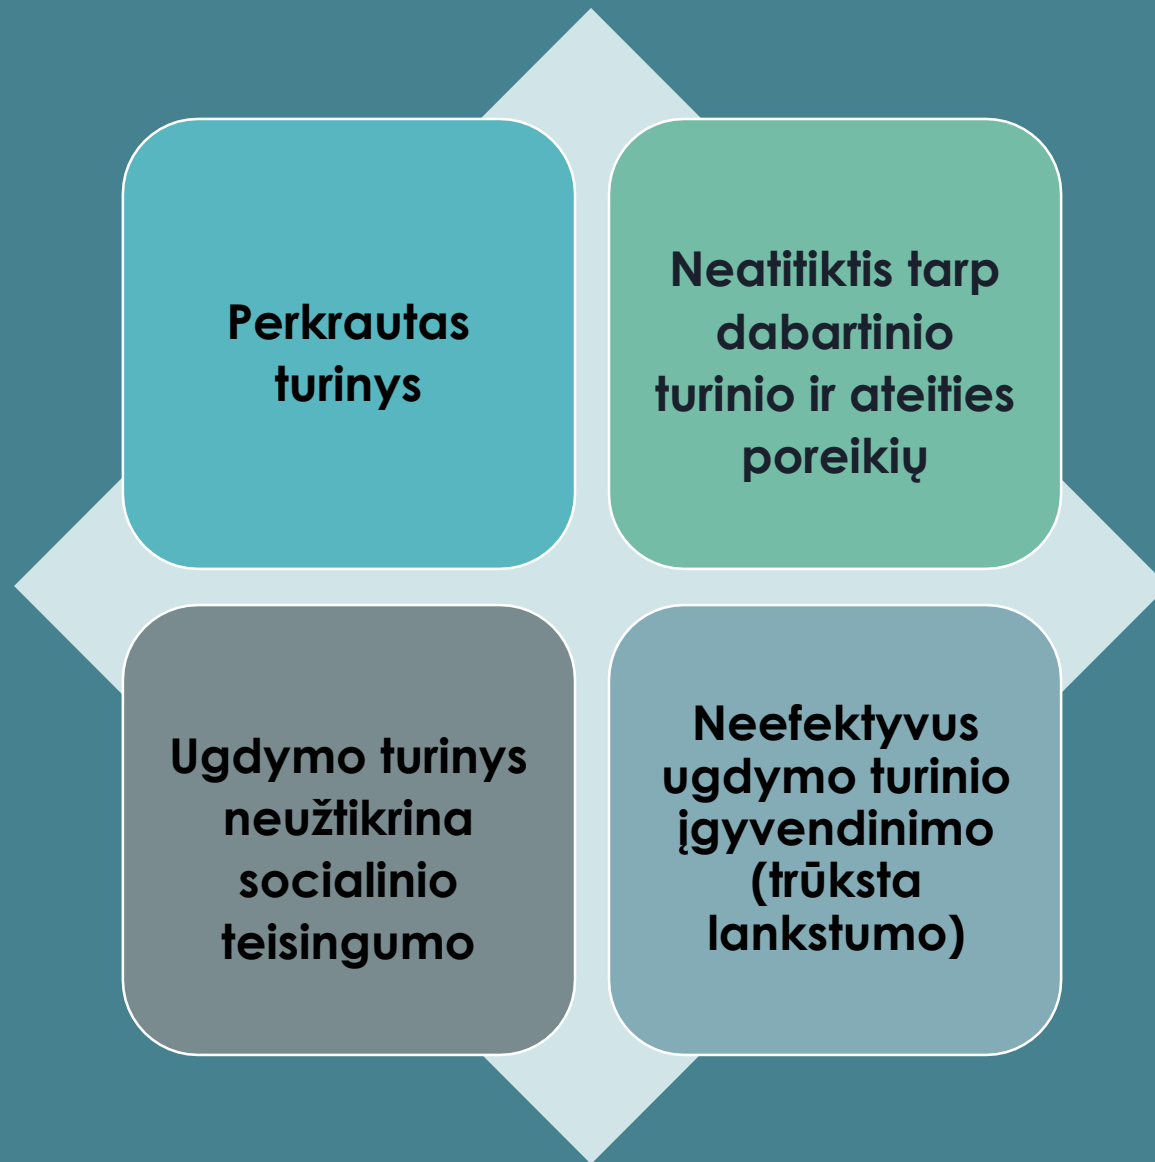 Perkrautas
turinys
Neatitiktis tarp
dabartinio
turinio ir ateities
poreikių
Ugdymo turinys
neužtikrina
socialinio
teisingumo
Neefektyvus
ugdymo turinio
įgyvendinimo
(trūksta
lankstumo)